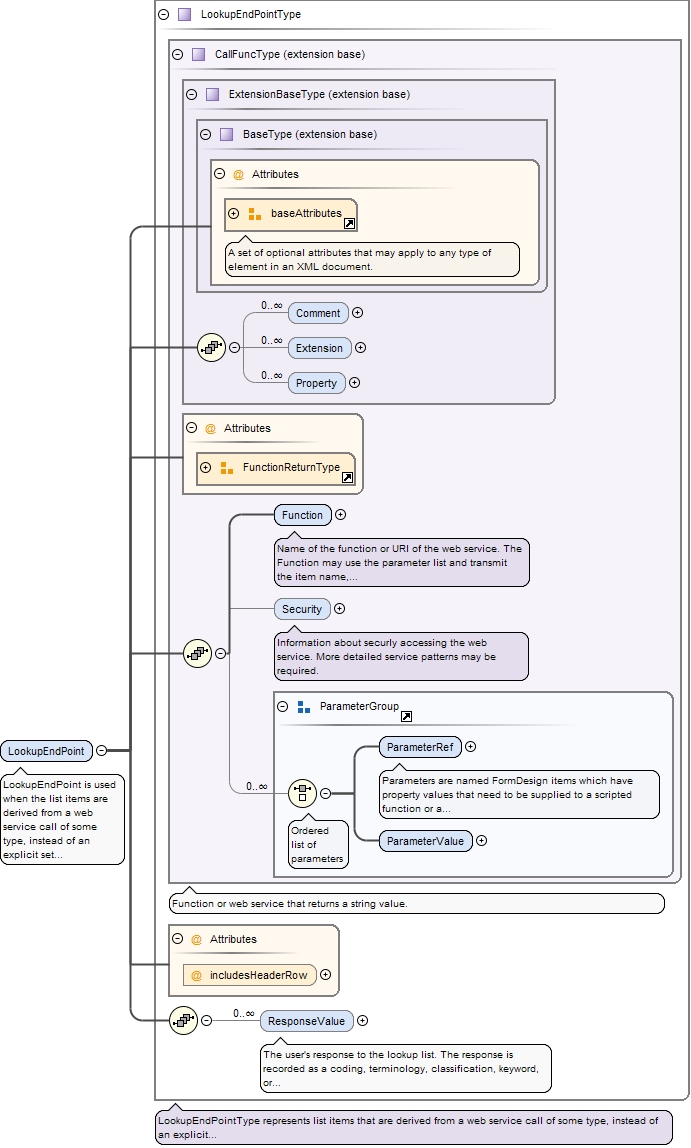 LookupEndPointType
CallFuncType (extension base)
ExtensionBaseType (extension base)
BaseType (extension base)
@ Attributes
baseAttributes
A set of optional attributes that may apply to any type of
element in an XML document.
0..∞ Comment
0..∞ Extension
0..∞ Property
@ Attributes
FunctionReturnType
Function
Name of the function or URI of the web service. The
Function may use the parameter list and transmit
the item name,...
Security
Information about securly accessing the web
service. More detailed service patterns may be
required.
ParameterGroup
ParameterRef
Parameters are named FormDesign items which have
property values that need to be supplied to a scripted
function or a...
0..∞
Ordered
list of
parameters
ParameterValue
LookupEndPoint
LookupEndPoint is used
when the list items are
derived from a web
service call of some
type, instead of an
explicit set...
Function or web service that returns a string value.
@ Attributes
@ includesHeaderRow
0..∞ ResponseValue
The user's response to the lookup list. The response is
recorded as a coding, terminology, classification, keyword,
or...
LookupEndPointType represents list items that are derived from a web service call of some type, instead of
an explicit...